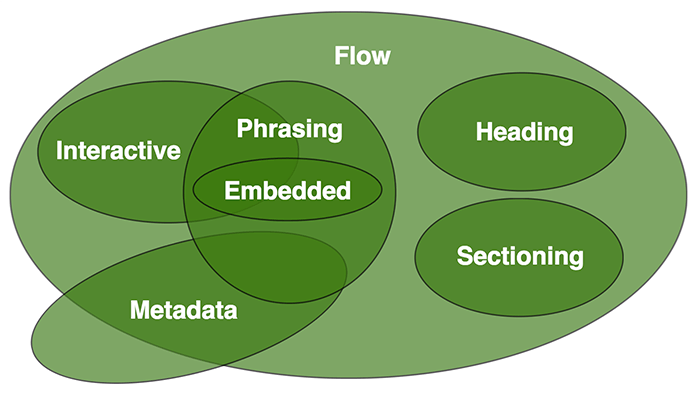 Flow
Phrasing
Heading
Interactive
Embedded
Sectioning
Metadata